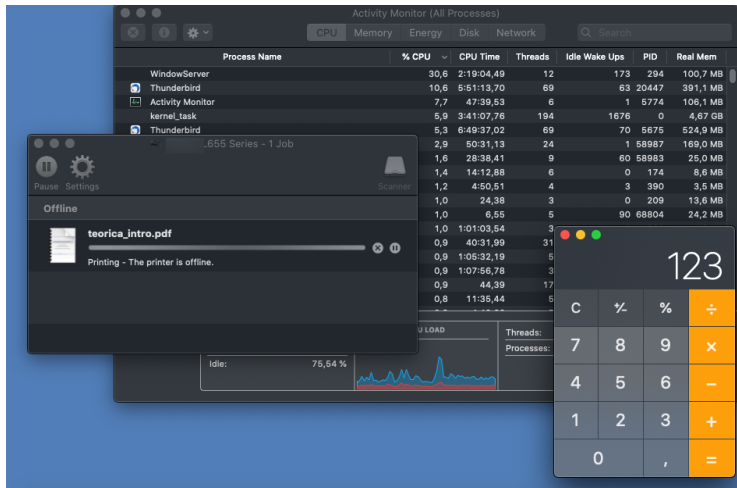 Activity Monitor (All Processes)
CPU Memory Energy Disk Network Search
Process Name % CPU CPU Time Threads Idle Wake Ups PID Real Mem
WindowServer 30,6 2:19:04,49 12 173 294 100,7 MB
Thunderbird 10,6 5:51:13,70 69 63 20447 391,1 MB
Activity Monitor 7,7 47:39,53 6 1 5774 106,1 MB
kernel_task 5,9 3:41:07,76 194 1676 0 4,67 GB
Thunderbird 5,3 6:49:37,02 69 70 5675 524,9 MB
2,9 50:31,13 24 1 58987 169,0 MB
1,6 28:38,41 9 60 58983 25,0 MB
1,4 14:12,88 6 0 174 8,6 MB
1,2 4:50,51 4 3 390 3,5 MB
1,0 24,38 3 0 209 13,6 MB
1,0 6,55 5 90 68804 24,2 MB
1,0 1:01:03,54 3
0,9 40:31,99 31
0,9 1:05:32,19 5
0,9 1:07:56,78 3
0,9 44,39 17
0,8 11:35,44 5
U LOAD
Threads:
Processes:
Idle: 75,54 %
.655 Series - 1 Job
Pause Settings Scanner
Offline
teorica_intro.pdf
Printing - The printer is offline.
123
C +/- % ÷
7 8 9 ×
4 5 6 −
1 2 3 +
0 , =